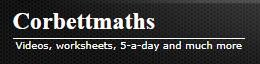 Corbettmaths
Videos, worksheets, 5-a-day and much more